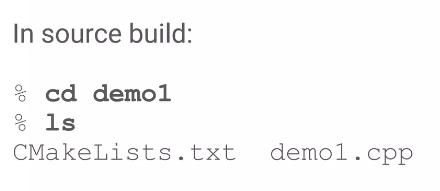 In source build:
% cd demo1
% ls
CMakeLists.txt  demo1.cpp